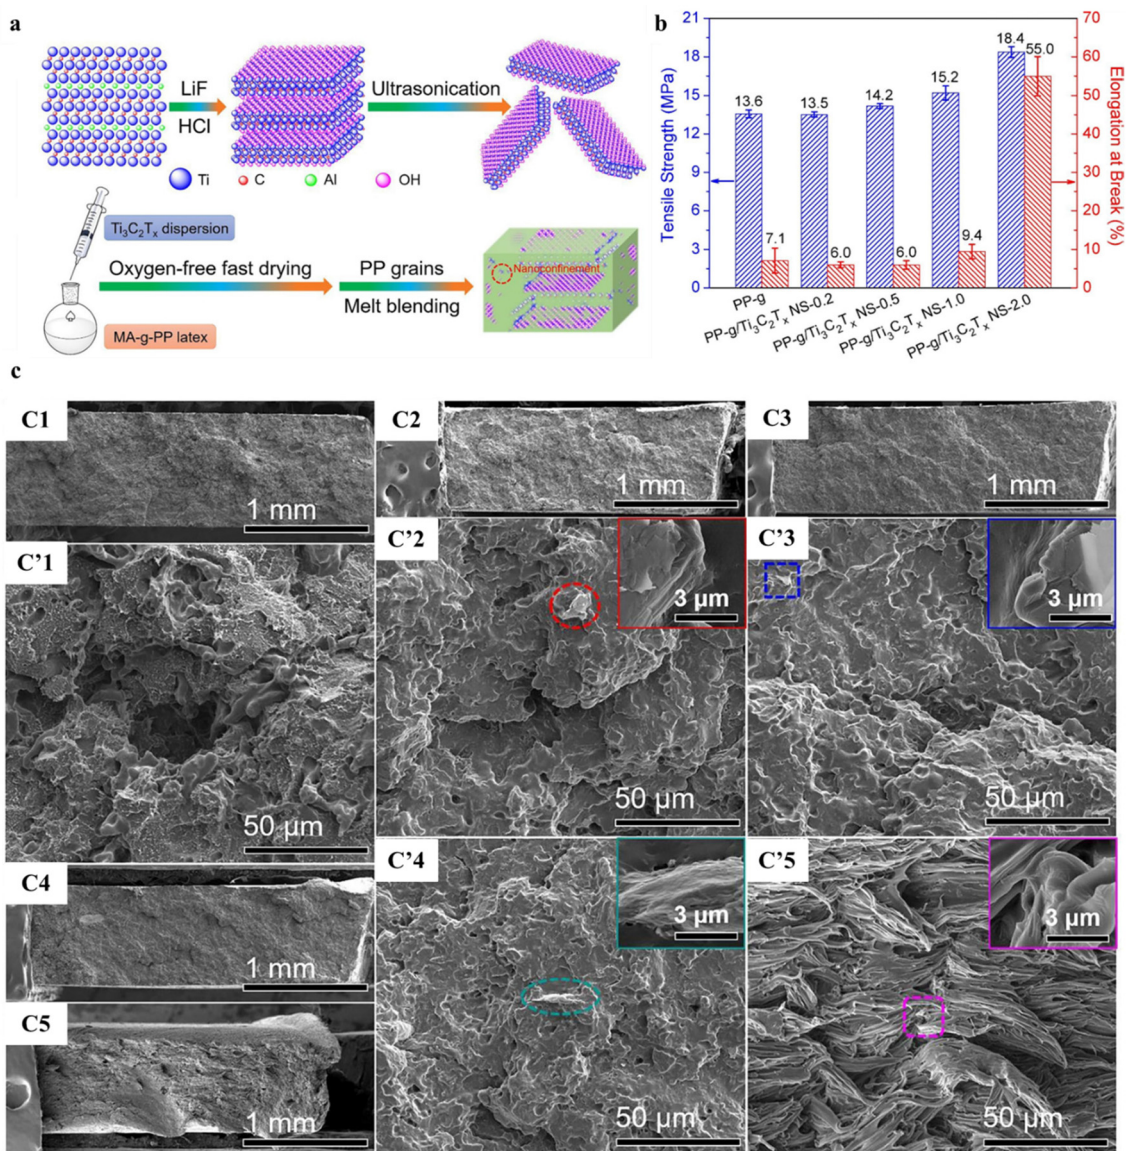 a
LiF
HCl
Ultrasonication
Ti
C
Al
OH
Ti₃C₂Tₓ dispersion
Oxygen-free fast drying
PP grains
Melt blending
Nanoconfinement
MA-g-PP latex
b
Tensile Strength (MPa)
21
18
15
12
9
6
3
0
13.6
13.5
14.2
15.2
18.4
7.1
6.0
6.0
9.4
55.0
70
60
50
40
30
20
10
0
Elongation at Break (%)
PP-g
PP-g/Ti₃C₂Tₓ NS-0.2
PP-g/Ti₃C₂Tₓ NS-0.5
PP-g/Ti₃C₂Tₓ NS-1.0
PP-g/Ti₃C₂Tₓ NS-2.0
c
C1
1 mm
C2
1 mm
C3
1 mm
C'1
50 μm
C'2
3 μm
50 μm
C'3
3 μm
50 μm
C4
1 mm
C5
1 mm
C'4
3 μm
50 μm
C'5
3 μm
50 μm